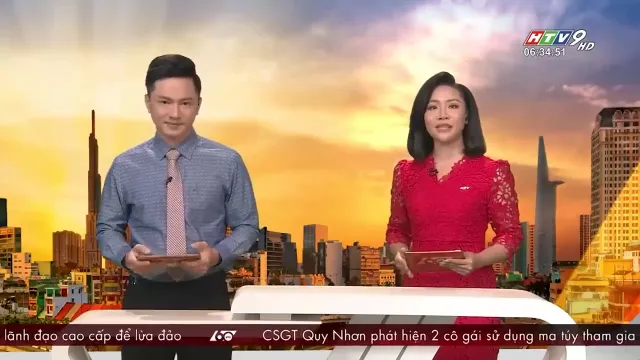 HTV9 HD
06:34:51
lãnh đạo cao cấp để lừa đảo 60 CSGT Quy Nhơn phát hiện 2 cô gái sử dụng ma túy tham gia